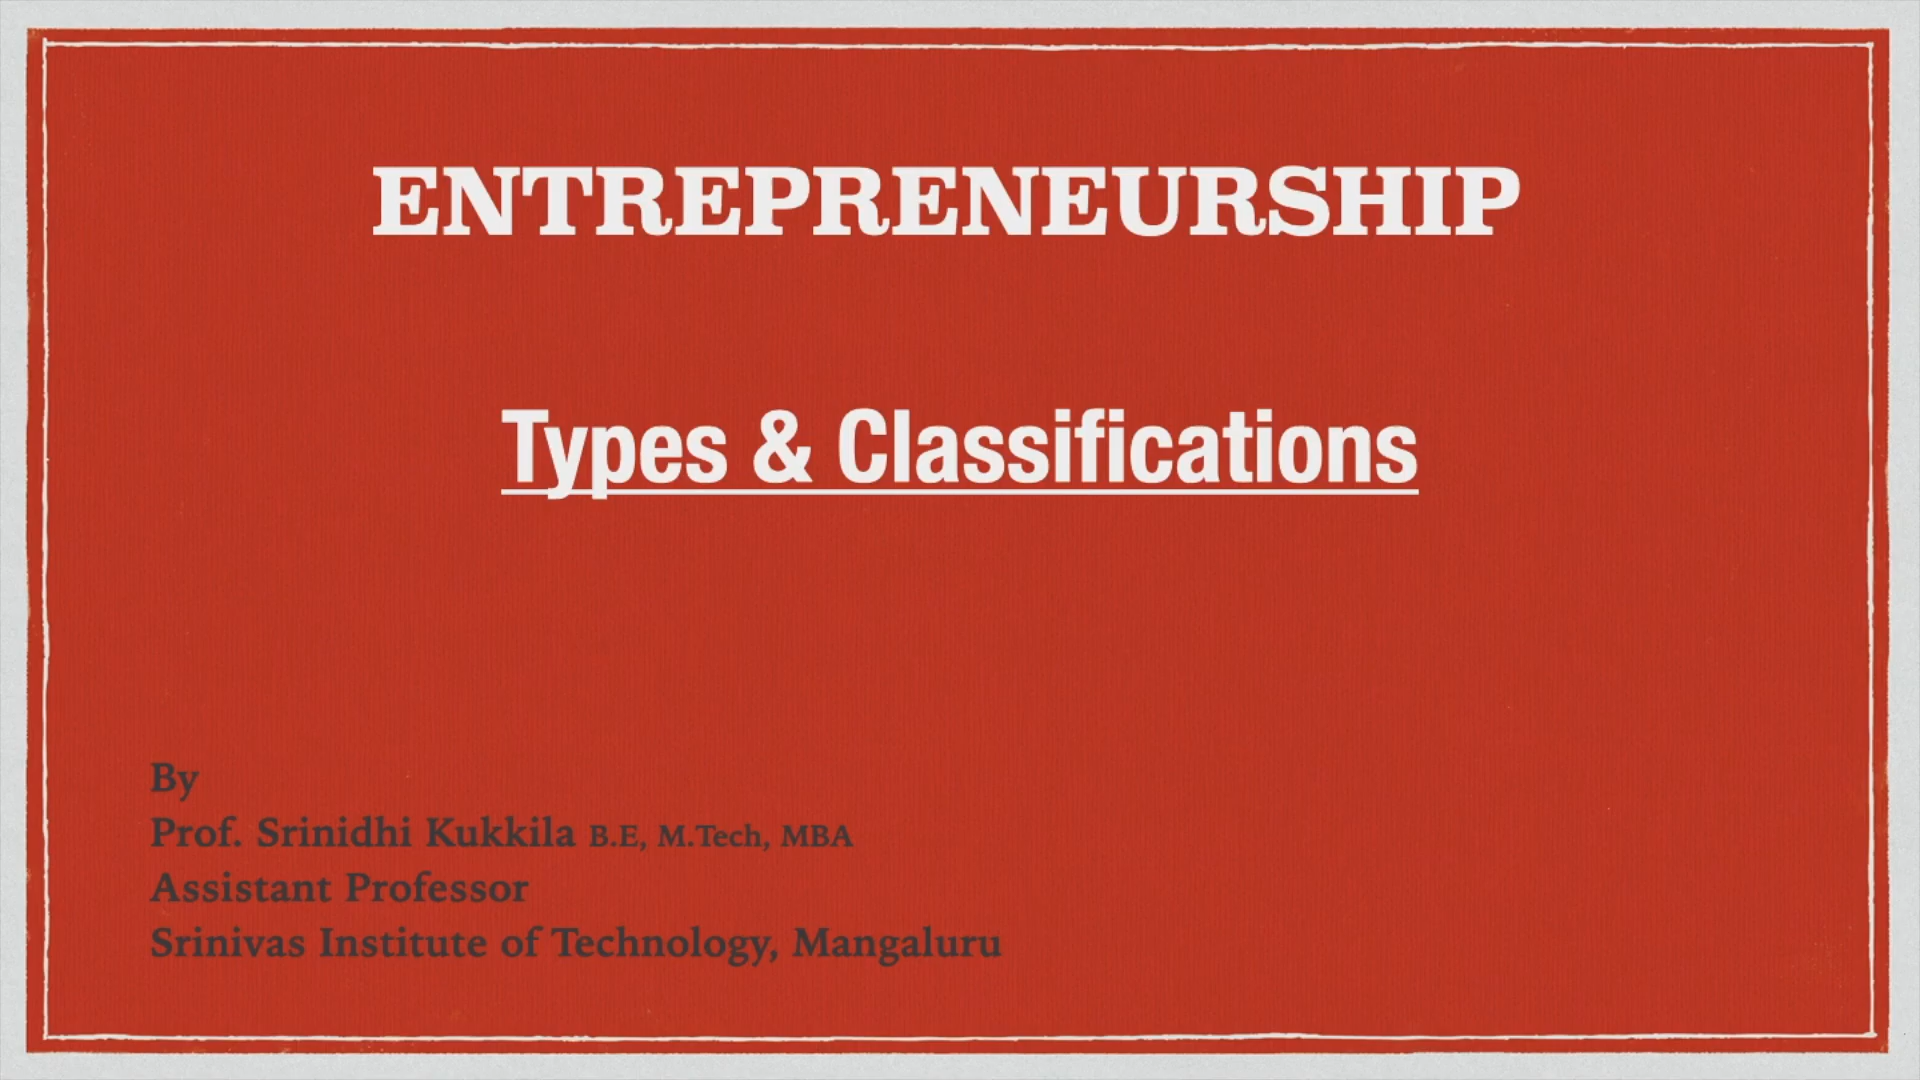 ENTREPRENEURSHIP
Types & Classifications
By
Prof. Srinidhi Kukkila B.E, M.Tech, MBA
Assistant Professor
Srinivas Institute of Technology, Mangaluru